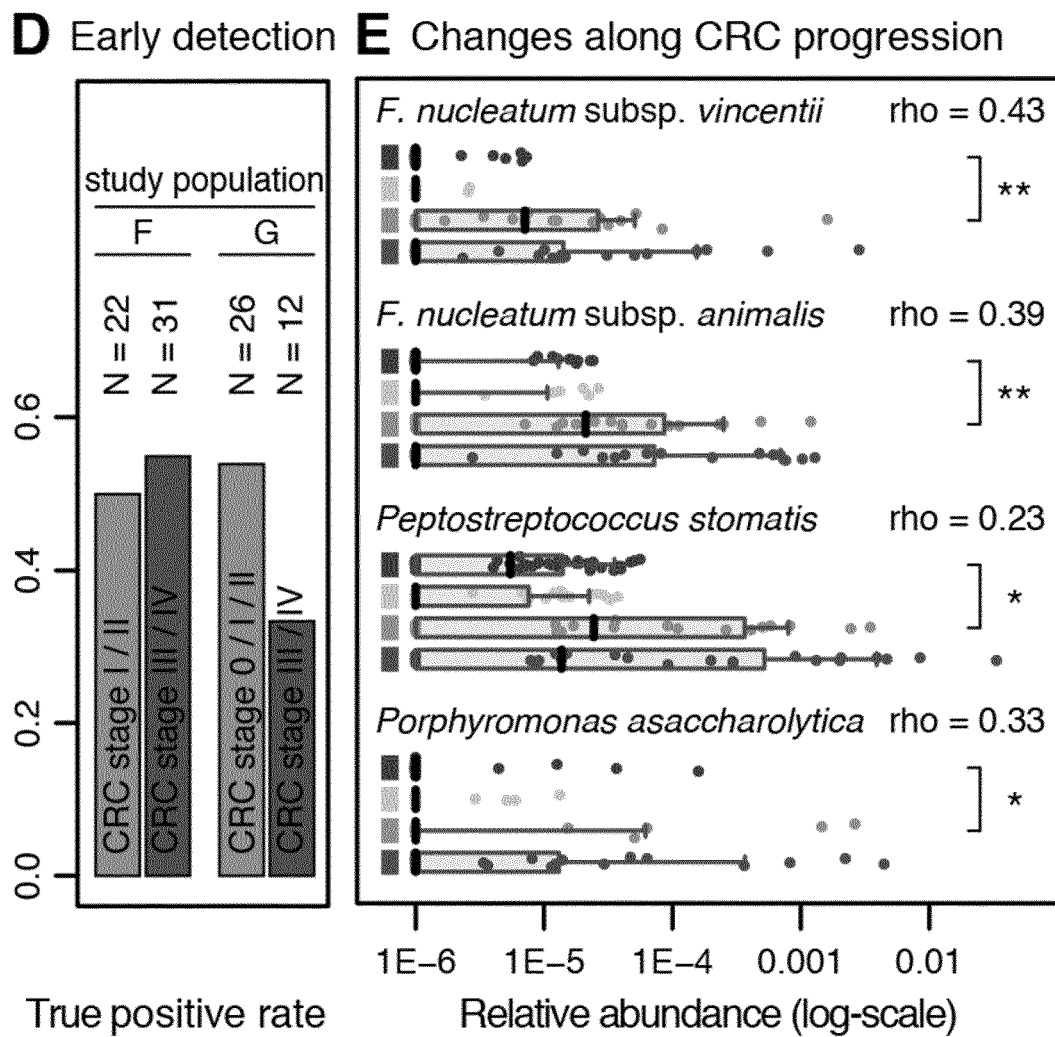 D Early detection
study population
F G
N = 22
N = 31
N = 26
N = 12
CRC stage I / II
CRC stage III / IV
CRC stage 0 / I / II
CRC stage III / IV
0.6
0.4
0.2
0.0
True positive rate
E Changes along CRC progression
F. nucleatum subsp. vincentii rho = 0.43
**
F. nucleatum subsp. animalis rho = 0.39
**
Peptostreptococcus stomatis rho = 0.23
*
Porphyromonas asaccharolytica rho = 0.33
*
1E−6 1E−5 1E−4 0.001 0.01
Relative abundance (log-scale)